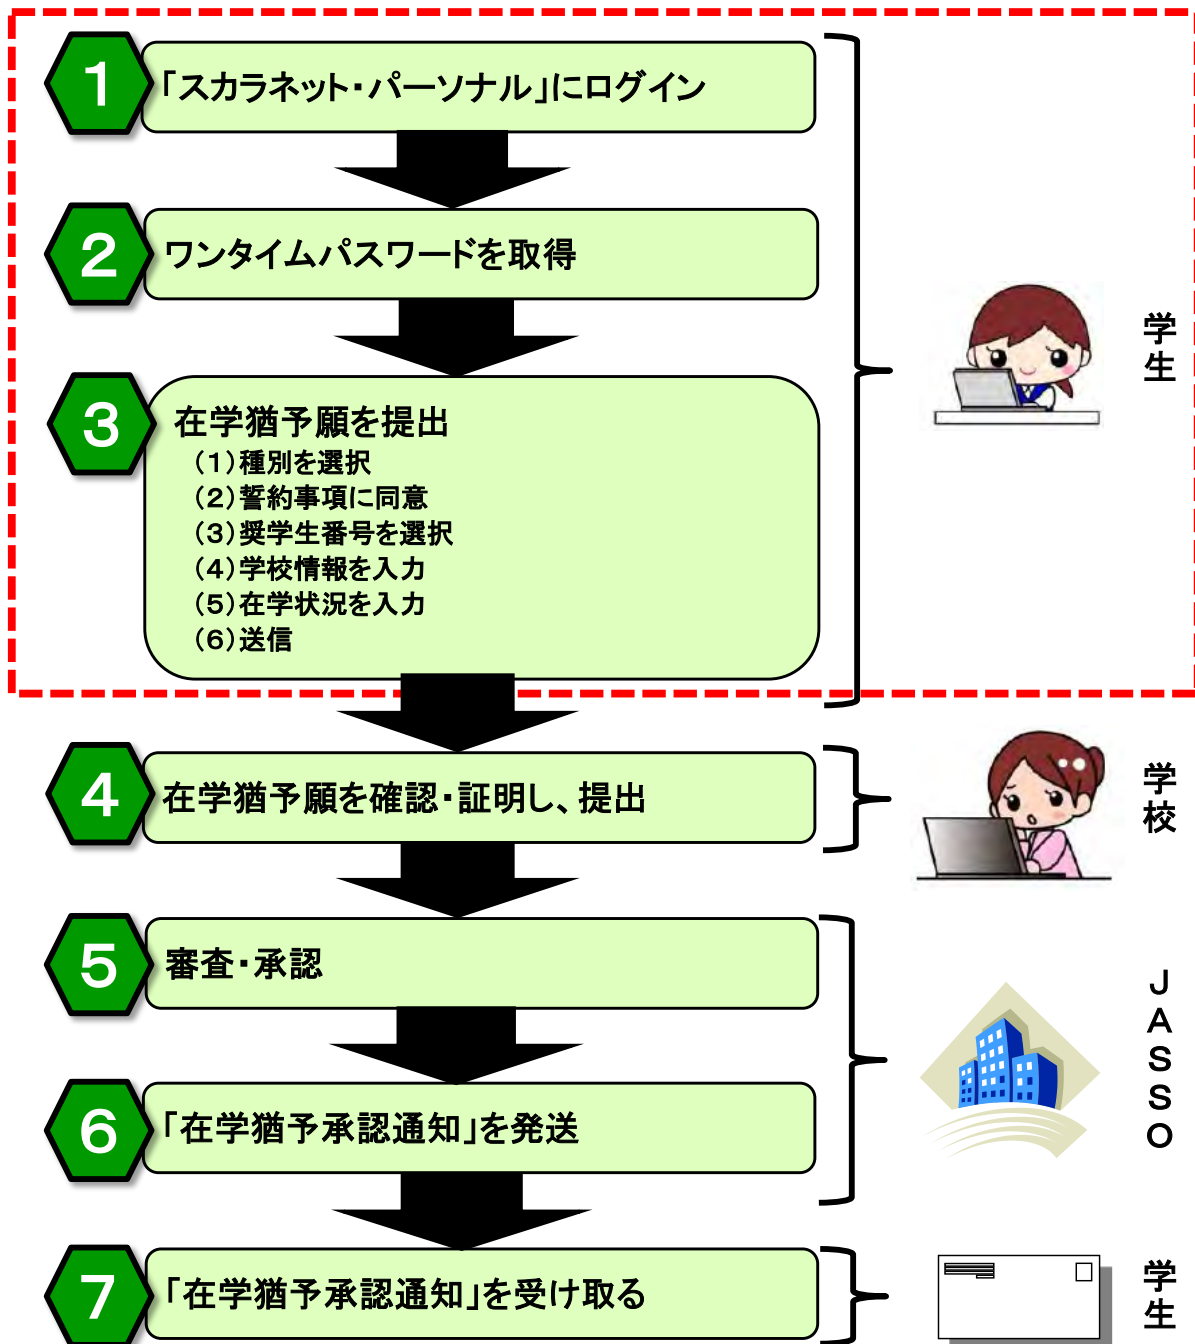 1
「スカラネット・パーソナル」にログイン
2
ワンタイムパスワードを取得
3
在学猶予願を提出
（1）種別を選択
（2）誓約事項に同意
（3）奨学生番号を選択
（4）学校情報を入力
（5）在学状況を入力
（6）送信
学生
4
在学猶予願を確認・証明し、提出
学校
5
審査・承認
6
「在学猶予承認通知」を発送
JASSO
7
「在学猶予承認通知」を受け取る
学生